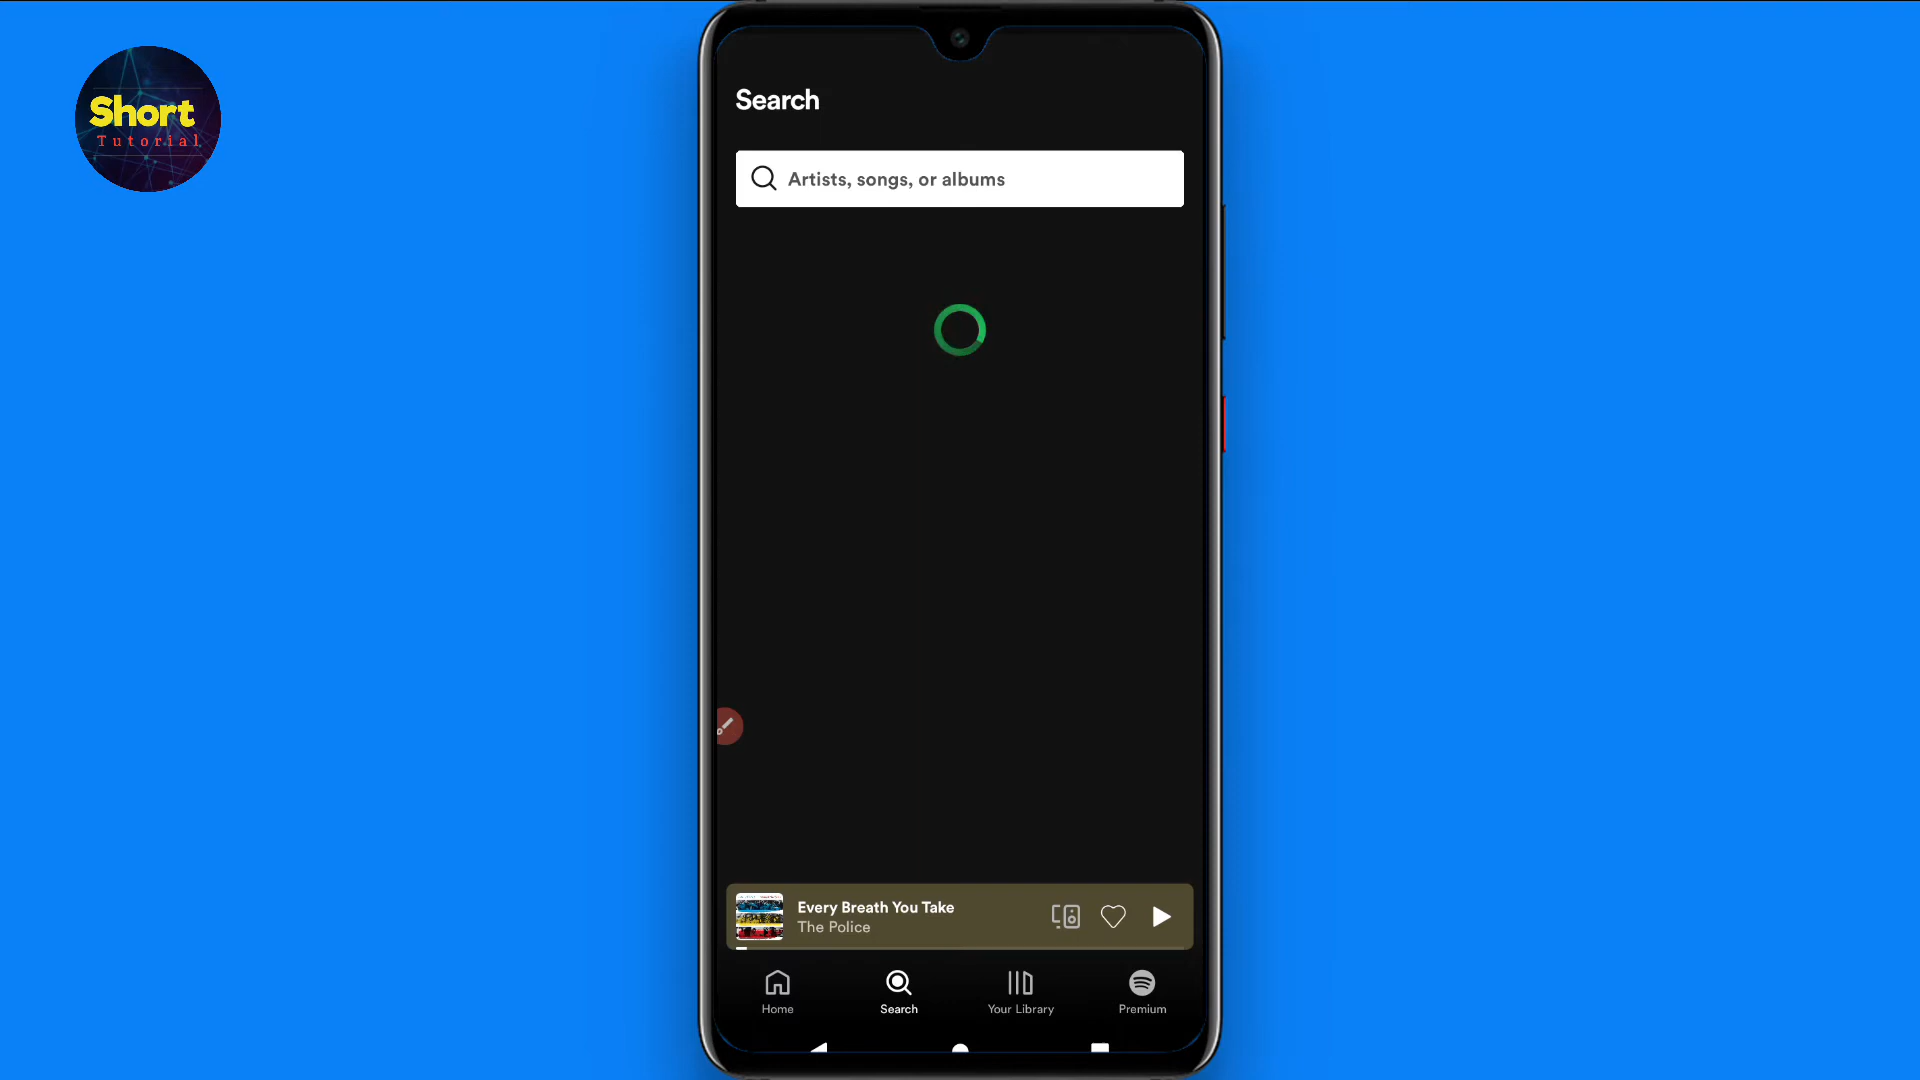 Short
Tutorial
Search
Artists, songs, or albums
Every Breath You Take
The Police
Home
Search
Your Library
Premium